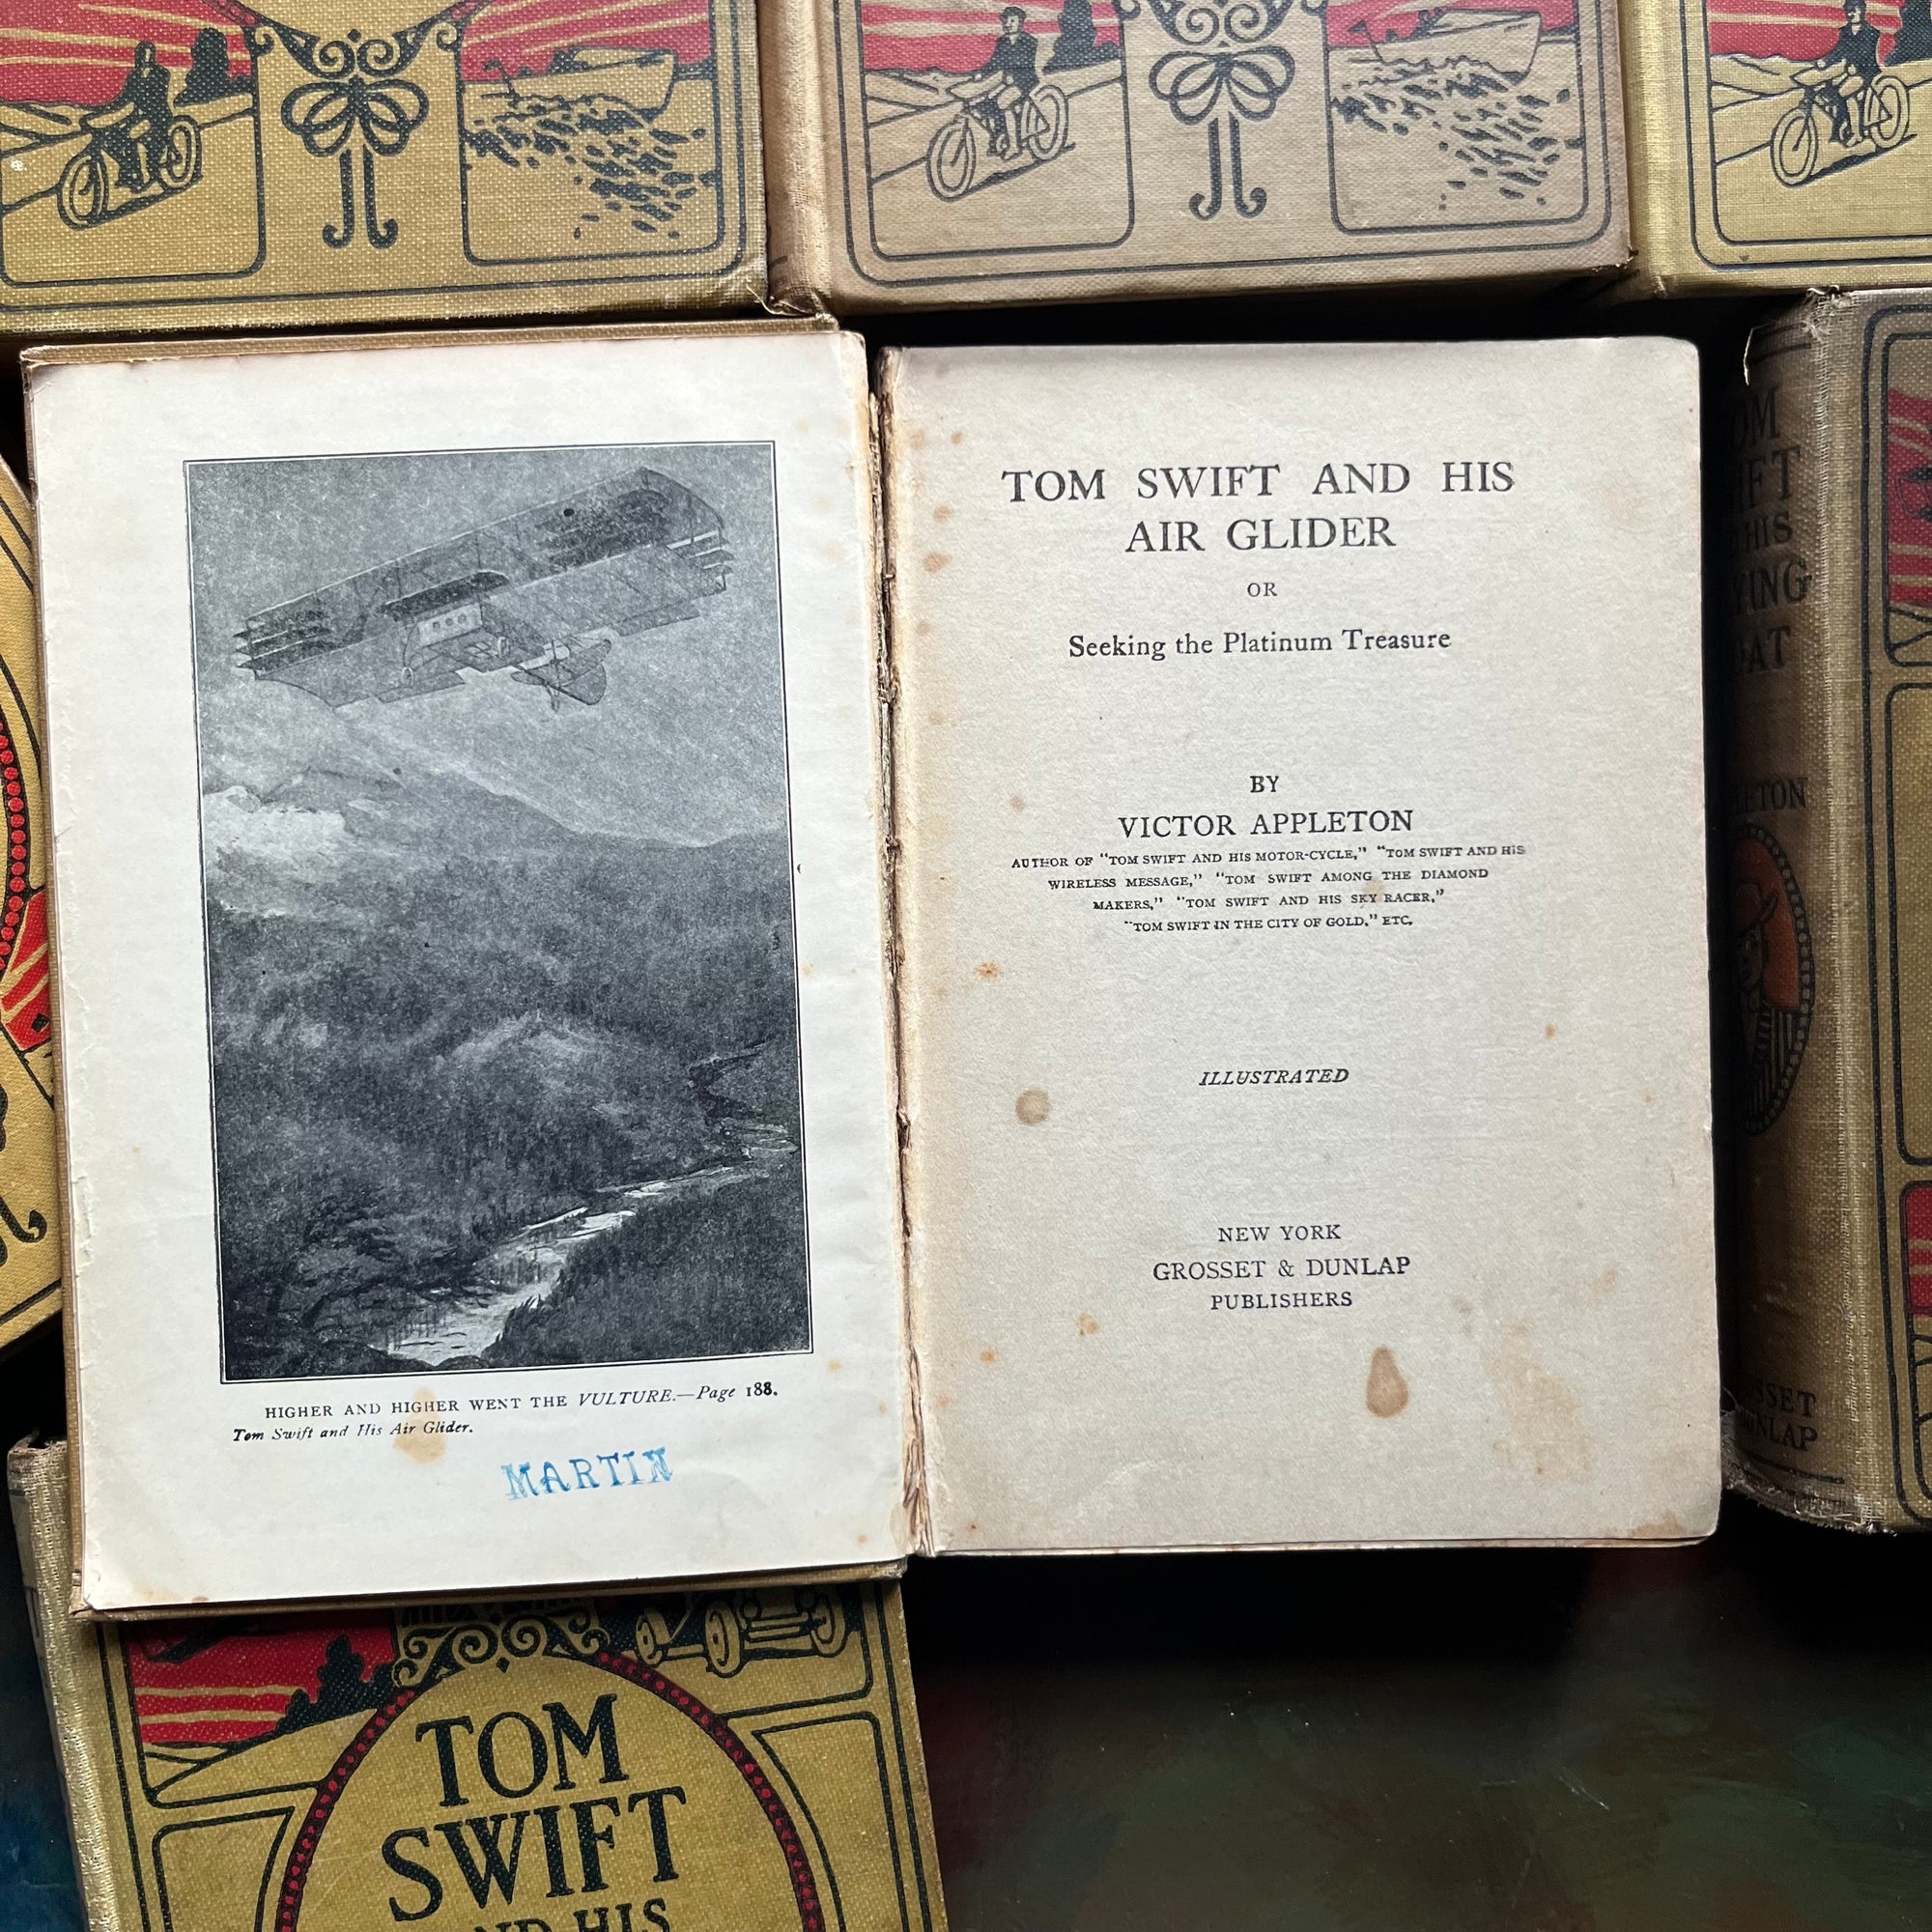 HIGHER AND HIGHER WENT THE VULTURE.—Page 188.
Tom Swift and His Air Glider.
MARTIN
TOM SWIFT AND HIS
AIR GLIDER
OR
Seeking the Platinum Treasure
BY
VICTOR APPLETON
AUTHOR OF "TOM SWIFT AND HIS MOTOR-CYCLE," "TOM SWIFT AND HIS
WIRELESS MESSAGE," "TOM SWIFT AMONG THE DIAMOND
MAKERS," "TOM SWIFT AND HIS SKY RACER,"
"TOM SWIFT IN THE CITY OF GOLD," ETC.
ILLUSTRATED
NEW YORK
GROSSET & DUNLAP
PUBLISHERS
TOM
SWIFT
AND HIS
HIS